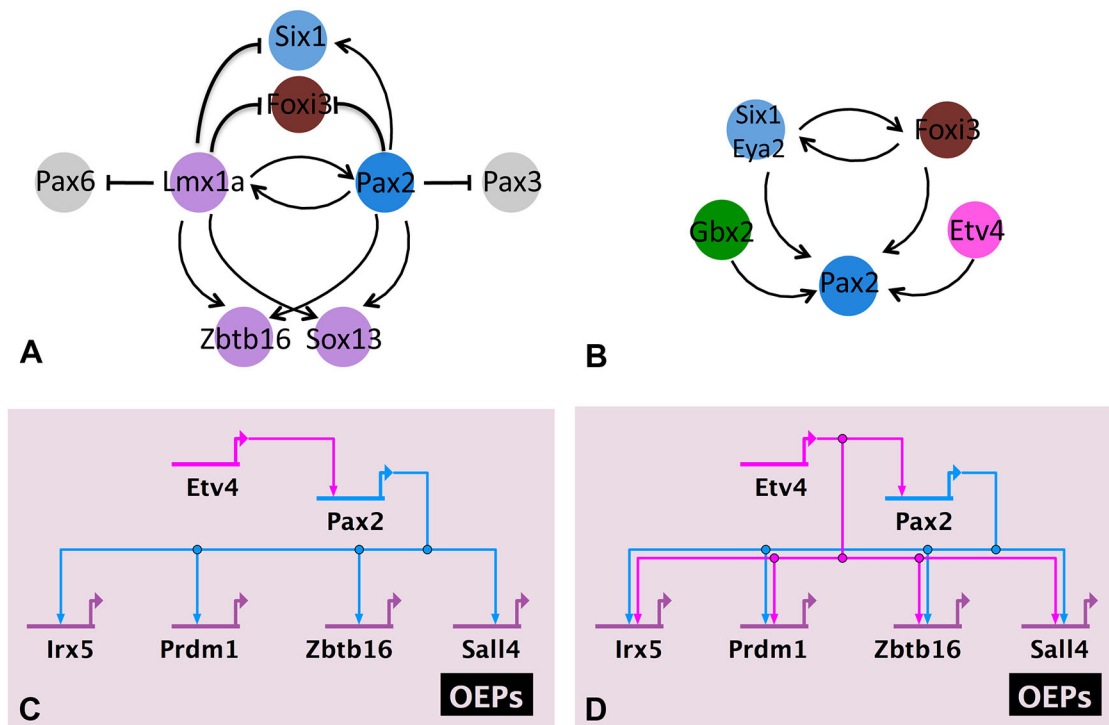 Six1
Foxi3
Pax6
Lmx1a
Pax2
Pax3
Zbtb16
Sox13
A
Six1
Eya2
Foxi3
Gbx2
Etv4
Pax2
B
Etv4
Pax2
Irx5
Prdm1
Zbtb16
Sall4
OEPs
C
Etv4
Pax2
Irx5
Prdm1
Zbtb16
Sall4
OEPs
D